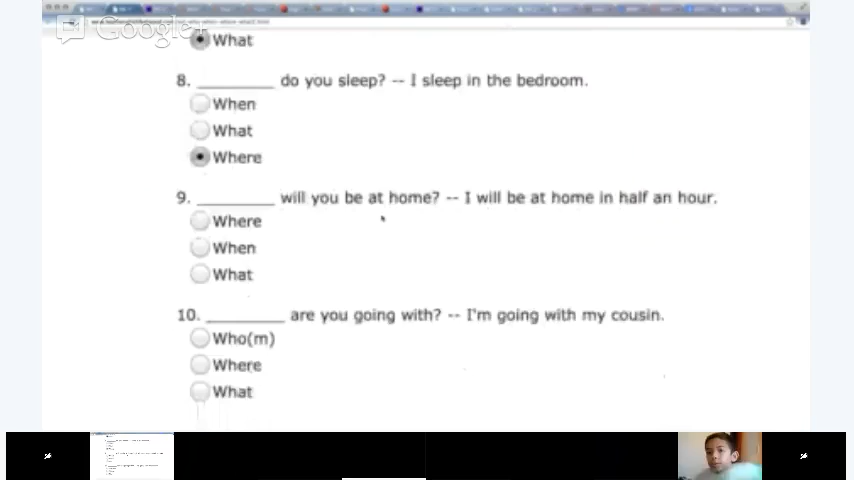 Google+
What
8. _________ do you sleep? -- I sleep in the bedroom.
When
What
Where
9. _________ will you be at home? -- I will be at home in half an hour.
Where
When
What
10. _________ are you going with? -- I'm going with my cousin.
Who(m)
Where
What